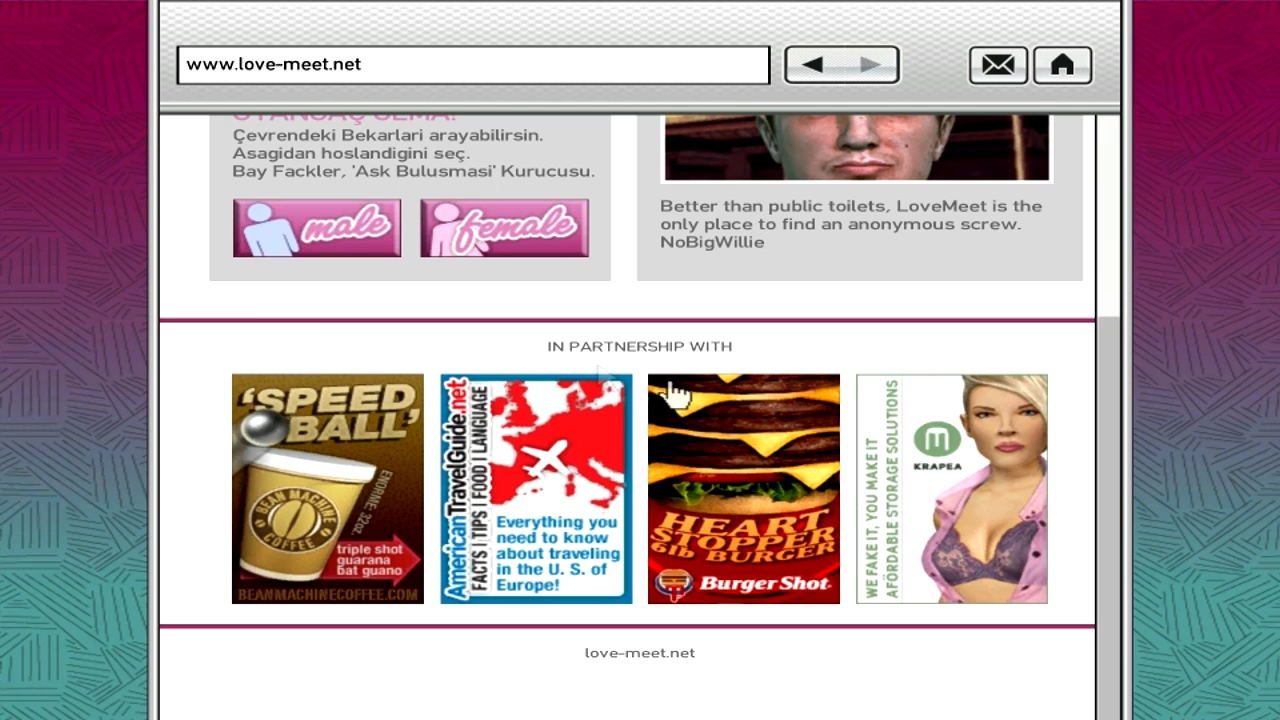 www.love-meet.net
Çevrendeki Bekarlari arayabilirsin.
Asagidan hoslandigini seç.
Bay Fackler, 'Ask Bulusmasi' Kurucusu.
male
female
Better than public toilets, LoveMeet is the
only place to find an anonymous screw.
NoBigWillie
IN PARTNERSHIP WITH
'SPEED
BALL'
ENORME 32oz.
BEAN MACHINE
COFFEE
triple shot
guarana
bat guano
BEANMACHINECOFFEE.COM
AmericanTravelGuide.net
FACTS | TIPS | FOOD | LANGUAGE
Everything you
need to know
about traveling
in the U. S. of
Europe!
HEART
STOPPER
6lb BURGER
Burger Shot
WE FAKE IT, YOU MAKE IT
AFÖRDABLE STORAGE SOLUTIONS
KRAPEA
love-meet.net